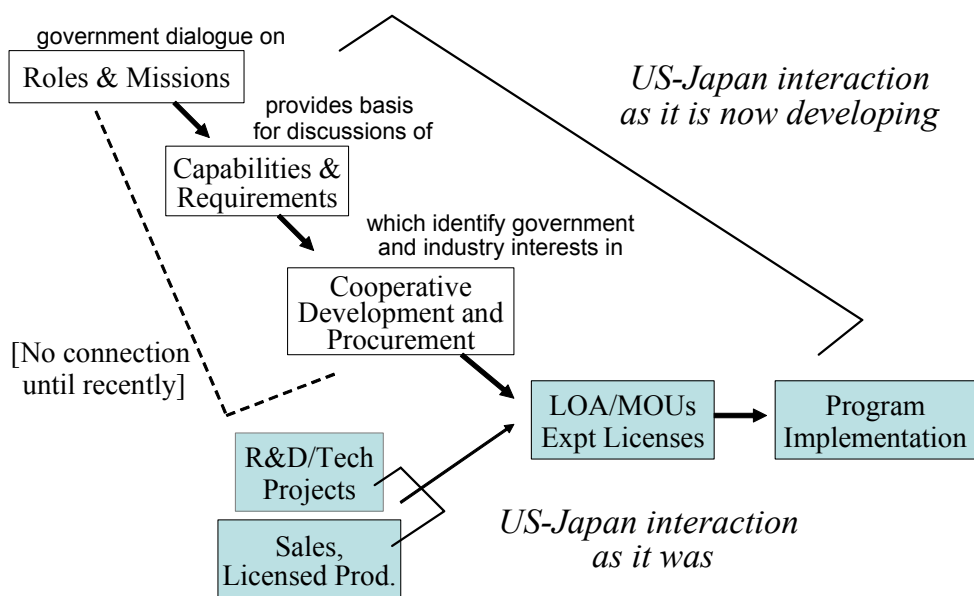 government dialogue on
Roles & Missions
US-Japan interaction
as it is now developing
provides basis
for discussions of
Capabilities &
Requirements
which identify government
and industry interests in
Cooperative
Development and
Procurement
[No connection
until recently]
LOA/MOUs
Expt Licenses
Program
Implementation
R&D/Tech
Projects
US-Japan interaction
as it was
Sales,
Licensed Prod.